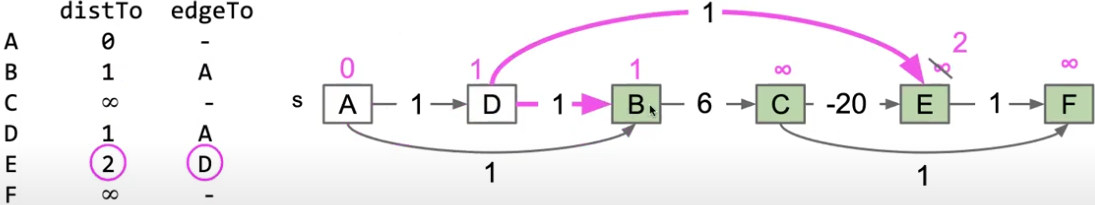 distTo edgeTo
A 0 -
B 1 A
C ∞ -
D 1 A
E 2 D
F ∞ -
1
2
0 1 1 ∞ ∞ ∞
s A 1 D 1 B 6 C -20 E 1 F
1 1